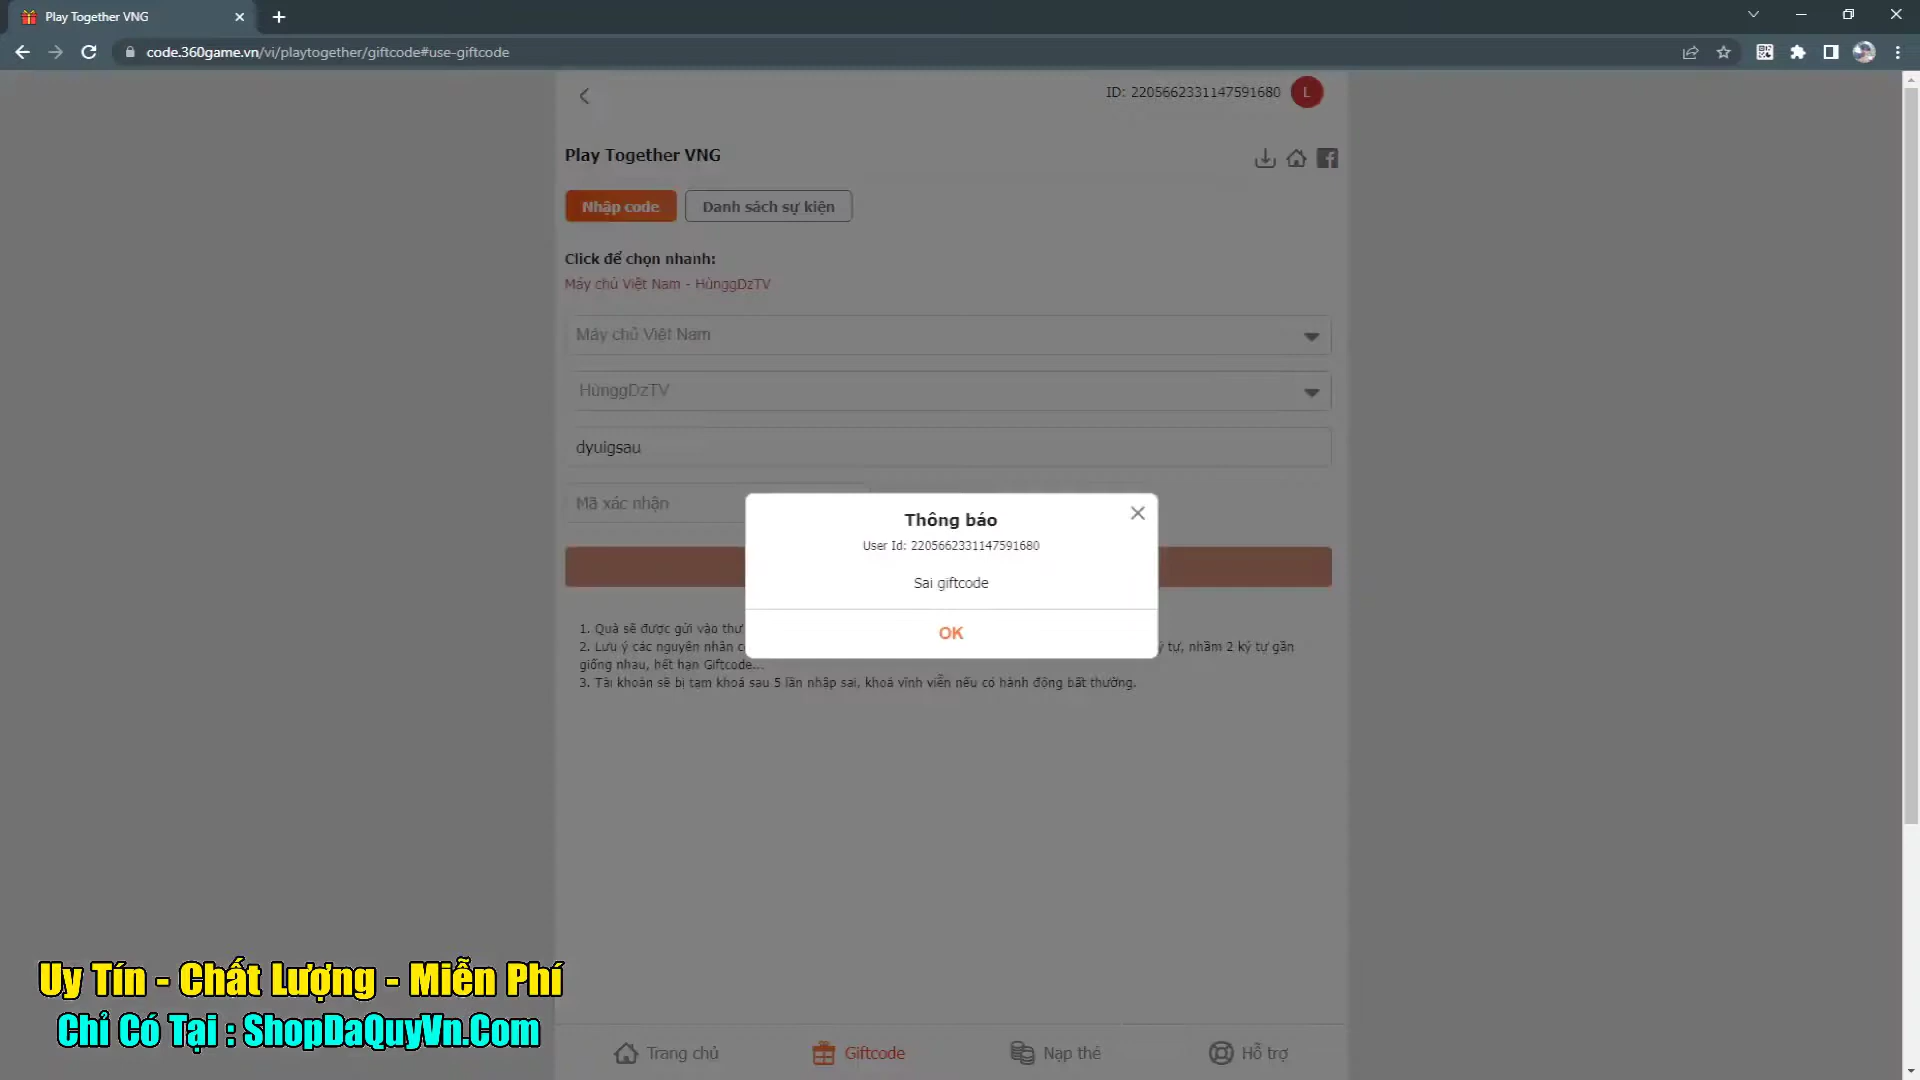 Play Together VNG
code.360game.vn/vi/playtogether/giftcode#use-giftcode
ID: 2205662331147591680
L
Play Together VNG
Nhập code
Danh sách sự kiện
Click để chọn nhanh:
Máy chủ Việt Nam - HùnggDzTV
Máy chủ Việt Nam
HùnggDzTV
dyuigsau
Mã xác nhận
Thông báo
User Id: 2205662331147591680
Sai giftcode
OK
1. Quà sẽ được gửi vào thư
2. Lưu ý các nguyên nhân tự, nhầm 2 ký tự gần
giống nhau, hết hạn Giftcode...
3. Tài khoản sẽ bị tạm khoá sau 5 lần nhập sai, khoá vĩnh viễn nếu có hành động bất thường.
Uy Tín - Chất Lượng - Miễn Phí
Chỉ Có Tại : ShopDaQuyVn.Com
Trang chủ
Giftcode
Nạp thẻ
Hỗ trợ